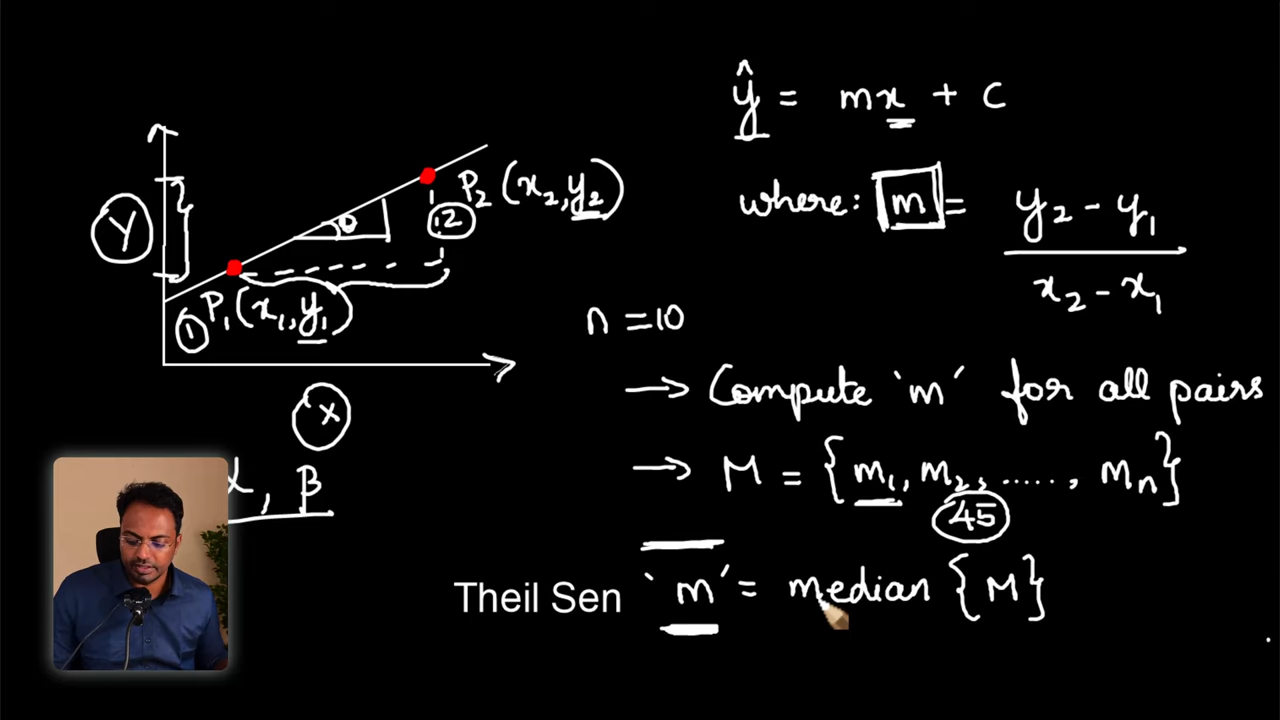 ŷ = mx + c
where: m = y₂ - y₁
x₂ - x₁
Y
P₂ (x₂, y₂)
θ
2
P₁ (x₁, y₁)
1
X
β
n = 10
→ Compute 'm' for all pairs
→ M = {m₁, m₂, ....., mₙ}
45
Theil Sen 'm' = median {M}